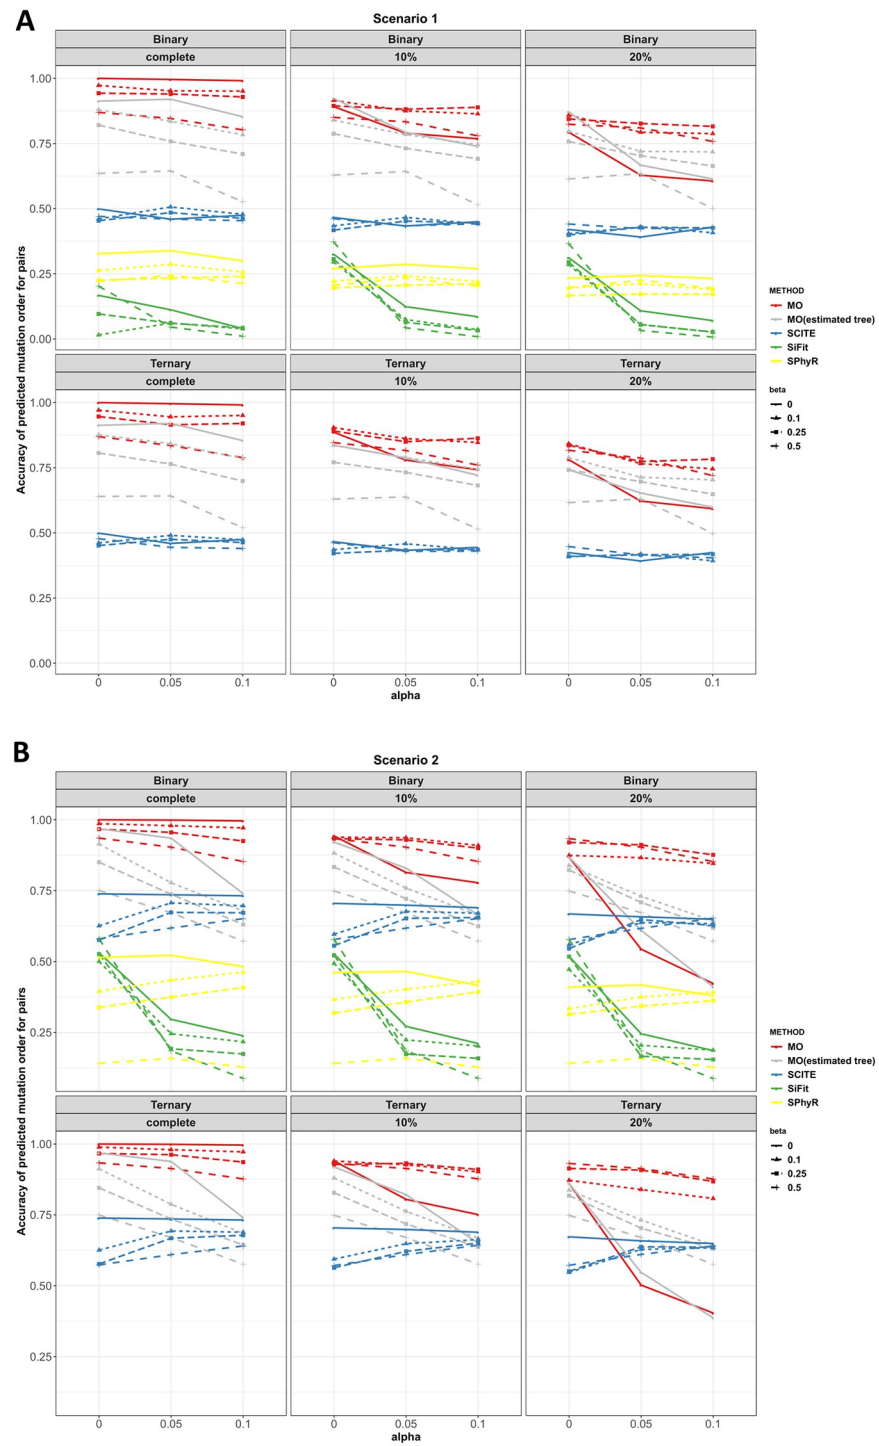 A
Scenario 1
Binary Binary Binary
complete 10% 20%
1.00
0.75
0.50
0.25
0.00
Ternary Ternary Ternary
complete 10% 20%
1.00
0.75
0.50
0.25
0.00
0 0.05 0.1 0 0.05 0.1 0 0.05 0.1
alpha
Accuracy of predicted mutation order for pairs
METHOD
MO
MO(estimated tree)
SCITE
SiFit
SPhyR
beta
0
0.1
0.25
0.5
B
Scenario 2
Binary Binary Binary
complete 10% 20%
1.00
0.75
0.50
0.25
Ternary Ternary Ternary
complete 10% 20%
1.00
0.75
0.50
0.25
0 0.05 0.1 0 0.05 0.1 0 0.05 0.1
alpha
Accuracy of predicted mutation order for pairs
METHOD
MO
MO(estimated tree)
SCITE
SiFit
SPhyR
beta
0
0.1
0.25
0.5